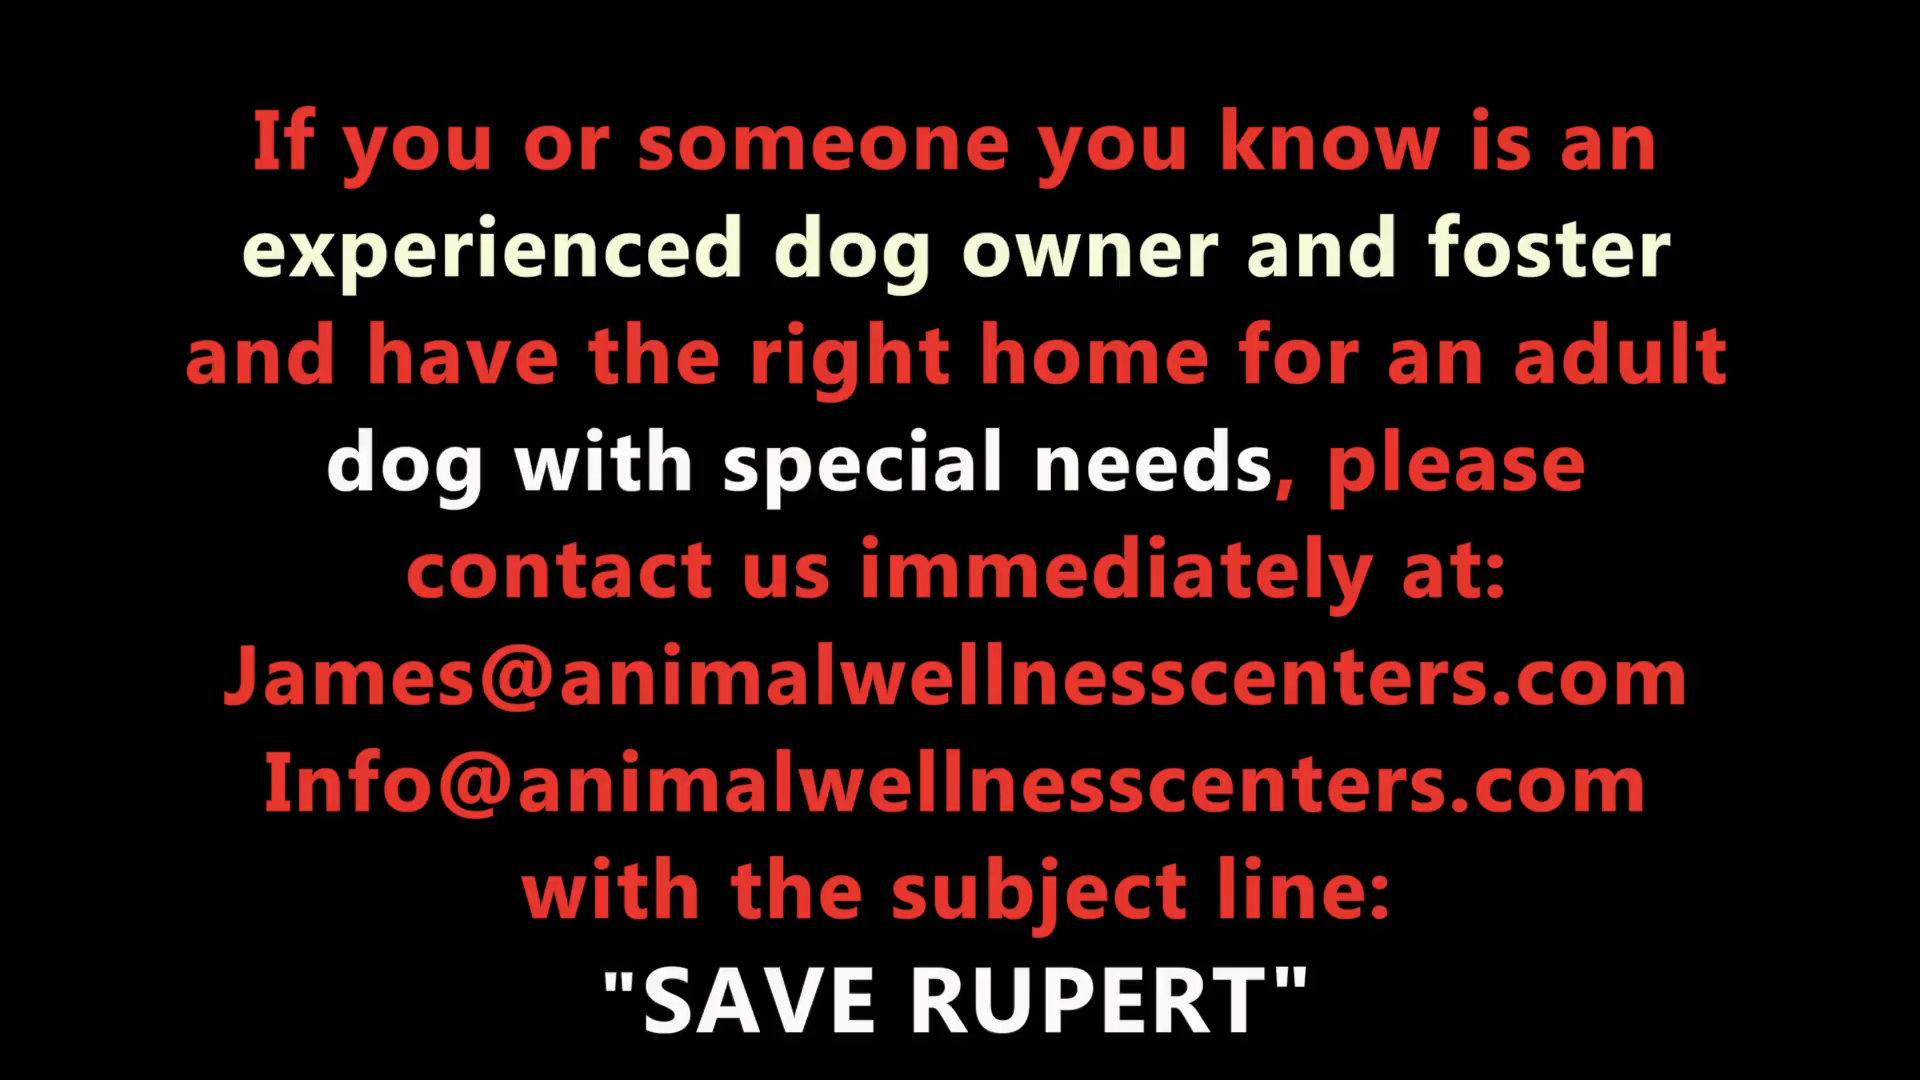 If you or someone you know is an
experienced dog owner and foster
and have the right home for an adult
dog with special needs, please
contact us immediately at:
James@animalwellnesscenters.com
Info@animalwellnesscenters.com
with the subject line:
"SAVE RUPERT"